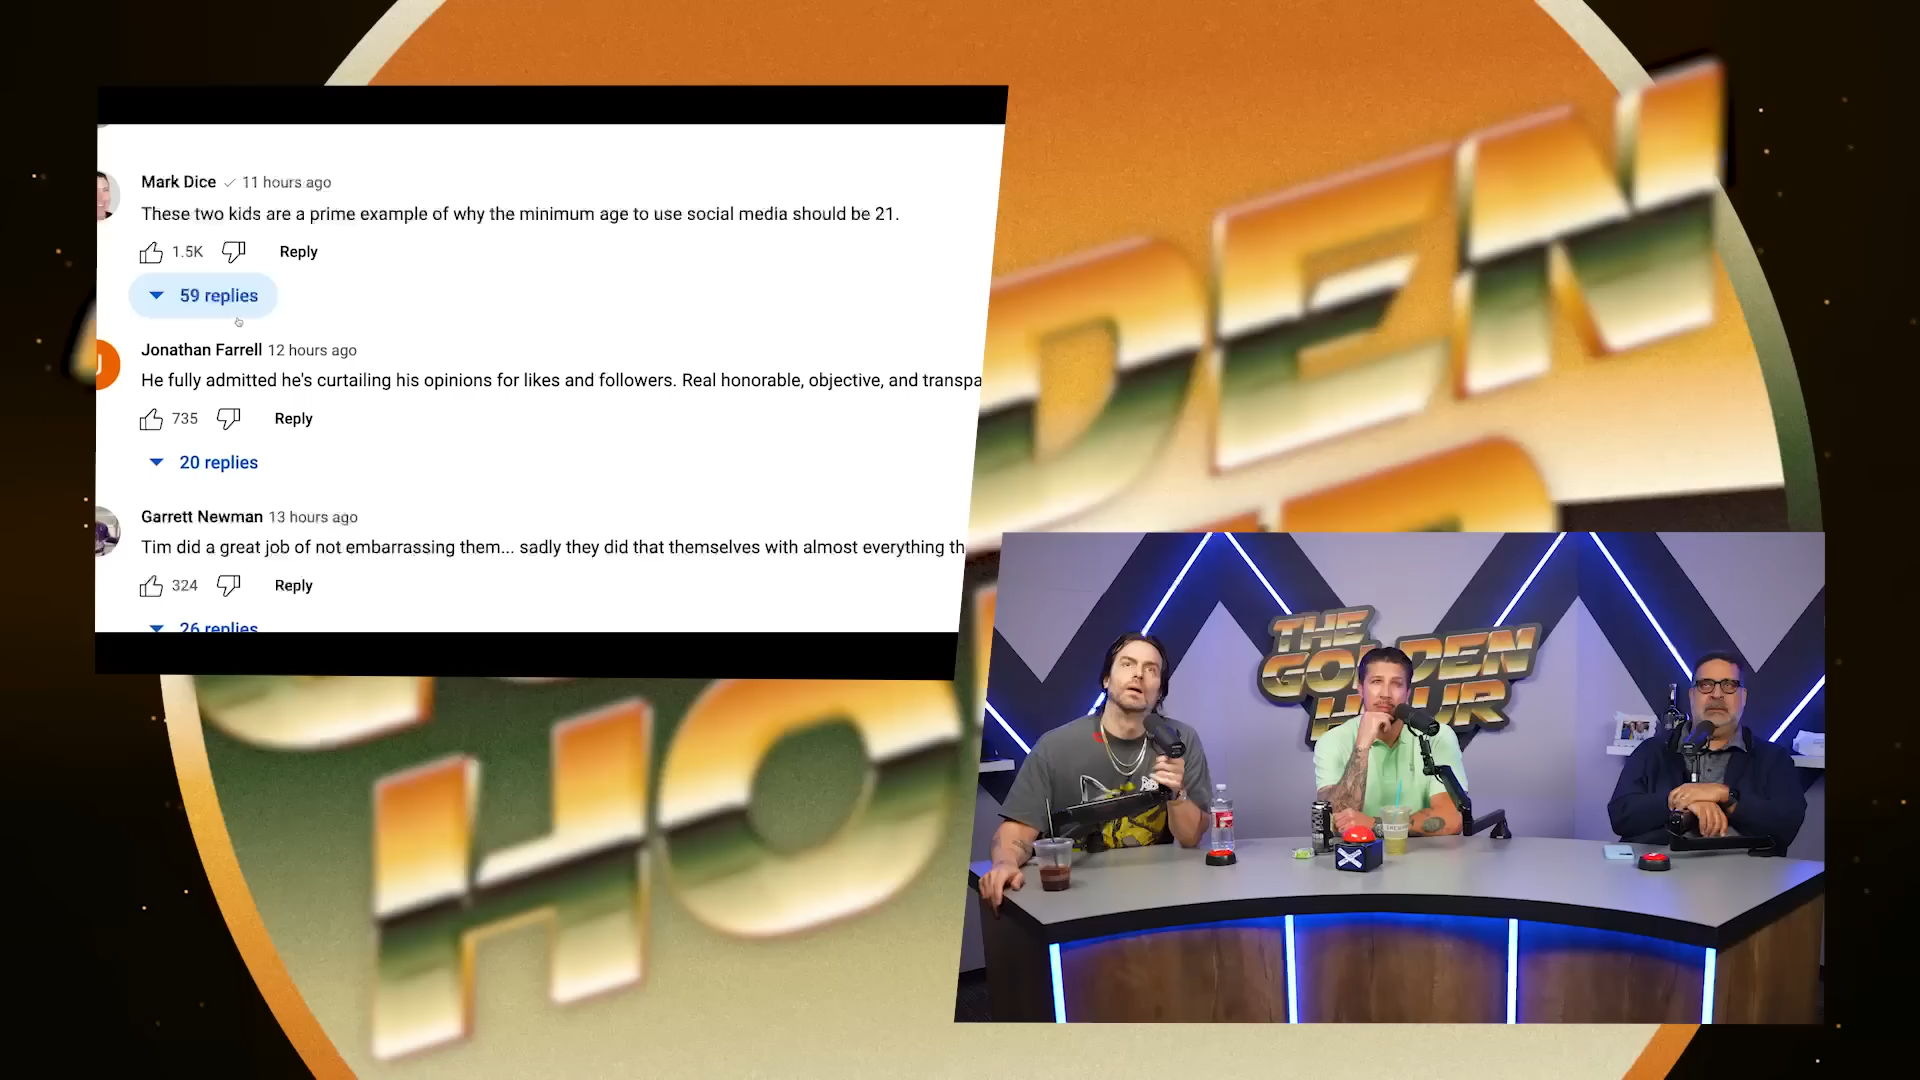 Mark Dice 11 hours ago
These two kids are a prime example of why the minimum age to use social media should be 21.
1.5K Reply
59 replies
Jonathan Farrell 12 hours ago
He fully admitted he's curtailing his opinions for likes and followers. Real honorable, objective, and transpa
735 Reply
20 replies
Garrett Newman 13 hours ago
Tim did a great job of not embarrassing them... sadly they did that themselves with almost everything th
324 Reply
26 replies
DEN
HO
THE
GOLDEN
HOUR